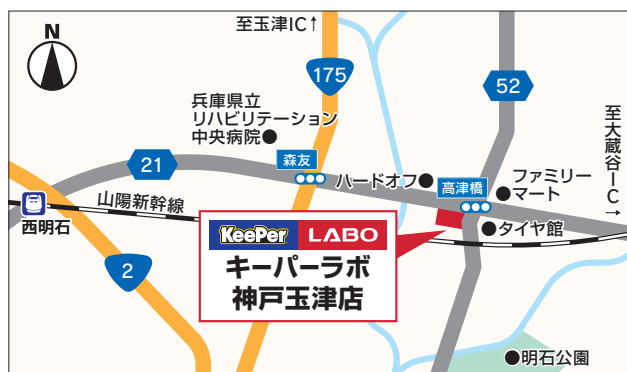 至玉津IC↑
N
175
52
兵庫県立
リハビリテーション
中央病院
至大蔵谷IC→
森友
21
ハードオフ
高津橋
ファミリー
マート
山陽新幹線
西明石
タイヤ館
KeePer LABO
キーパーラボ
神戸玉津店
2
明石公園